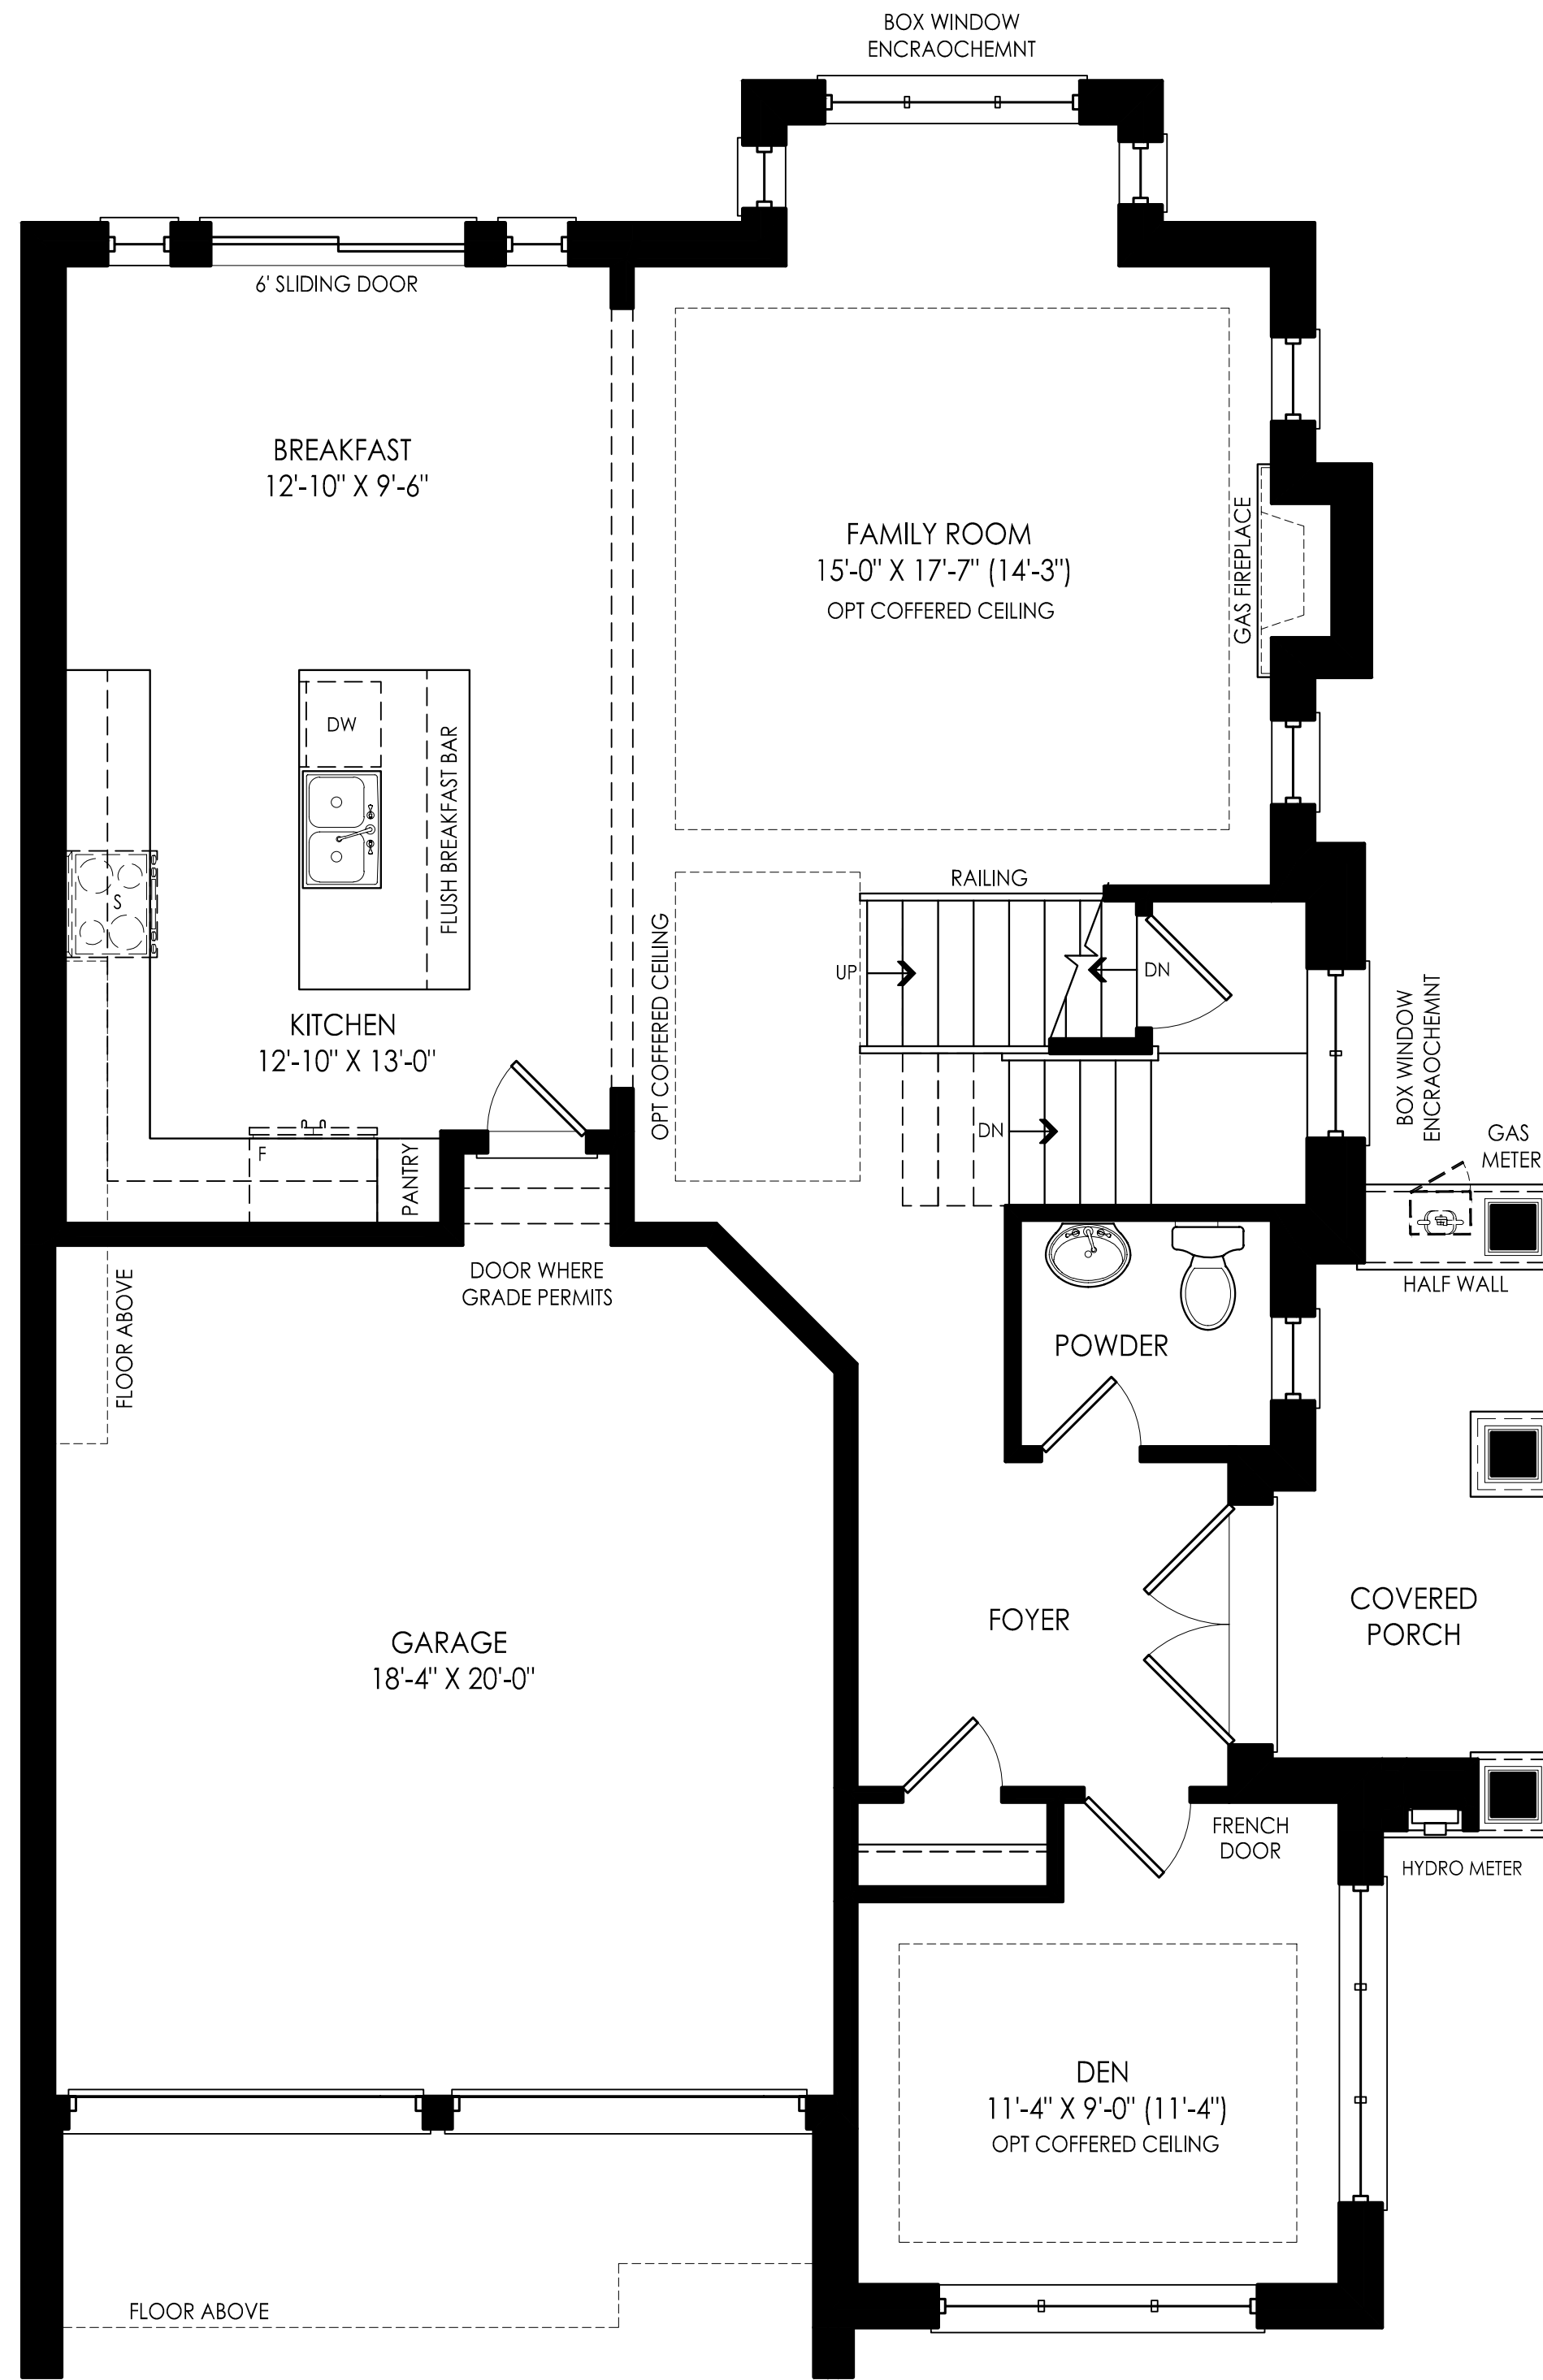 BOX WINDOW
ENCRAOCHEMNT
6' SLIDING DOOR
BREAKFAST
12'-10" X 9'-6"
FAMILY ROOM
15'-0" X 17'-7" (14'-3")
OPT COFFERED CEILING
GAS FIREPLACE
DW
FLUSH BREAKFAST BAR
S
RAILING
OPT COFFERED CEILING
UP
DN
BOX WINDOW
ENCRAOCHEMNT
KITCHEN
12'-10" X 13'-0"
DN
GAS
METER
F
PANTRY
DOOR WHERE
GRADE PERMITS
HALF WALL
FLOOR ABOVE
POWDER
FOYER
COVERED
PORCH
GARAGE
18'-4" X 20'-0"
FRENCH
DOOR
HYDRO METER
DEN
11'-4" X 9'-0" (11'-4")
OPT COFFERED CEILING
FLOOR ABOVE